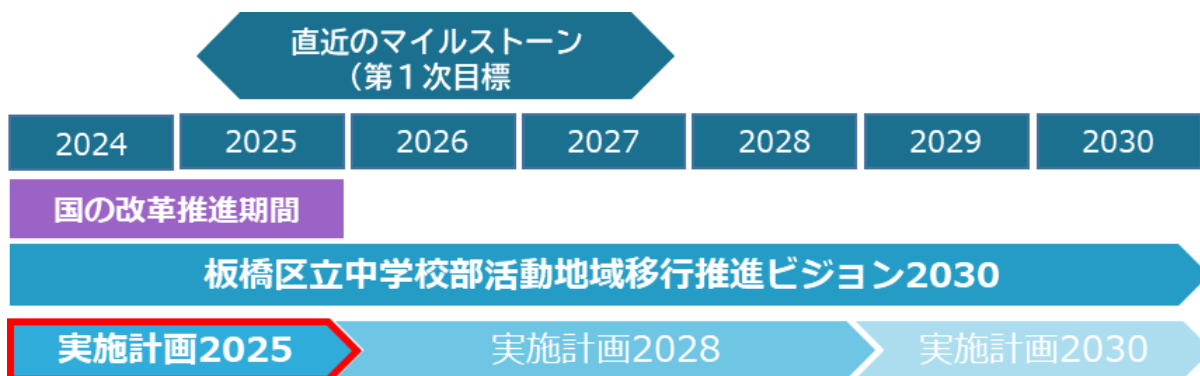 直近のマイルストーン
（第１次目標
2024 2025 2026 2027 2028 2029 2030
国の改革推進期間
板橋区立中学校部活動地域移行推進ビジョン2030
実施計画2025 実施計画2028 実施計画2030